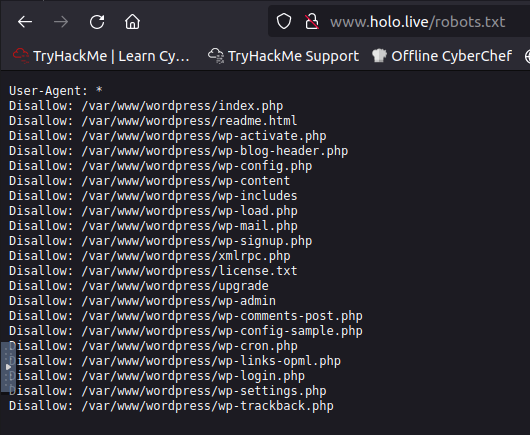 www.holo.live/robots.txt
TryHackMe | Learn Cy... TryHackMe Support Offline CyberChef
User-Agent: *
Disallow: /var/www/wordpress/index.php
Disallow: /var/www/wordpress/readme.html
Disallow: /var/www/wordpress/wp-activate.php
Disallow: /var/www/wordpress/wp-blog-header.php
Disallow: /var/www/wordpress/wp-config.php
Disallow: /var/www/wordpress/wp-content
Disallow: /var/www/wordpress/wp-includes
Disallow: /var/www/wordpress/wp-load.php
Disallow: /var/www/wordpress/wp-mail.php
Disallow: /var/www/wordpress/wp-signup.php
Disallow: /var/www/wordpress/xmlrpc.php
Disallow: /var/www/wordpress/license.txt
Disallow: /var/www/wordpress/upgrade
Disallow: /var/www/wordpress/wp-admin
Disallow: /var/www/wordpress/wp-comments-post.php
Disallow: /var/www/wordpress/wp-config-sample.php
Disallow: /var/www/wordpress/wp-cron.php
Disallow: /var/www/wordpress/wp-links-opml.php
Disallow: /var/www/wordpress/wp-login.php
Disallow: /var/www/wordpress/wp-settings.php
Disallow: /var/www/wordpress/wp-trackback.php